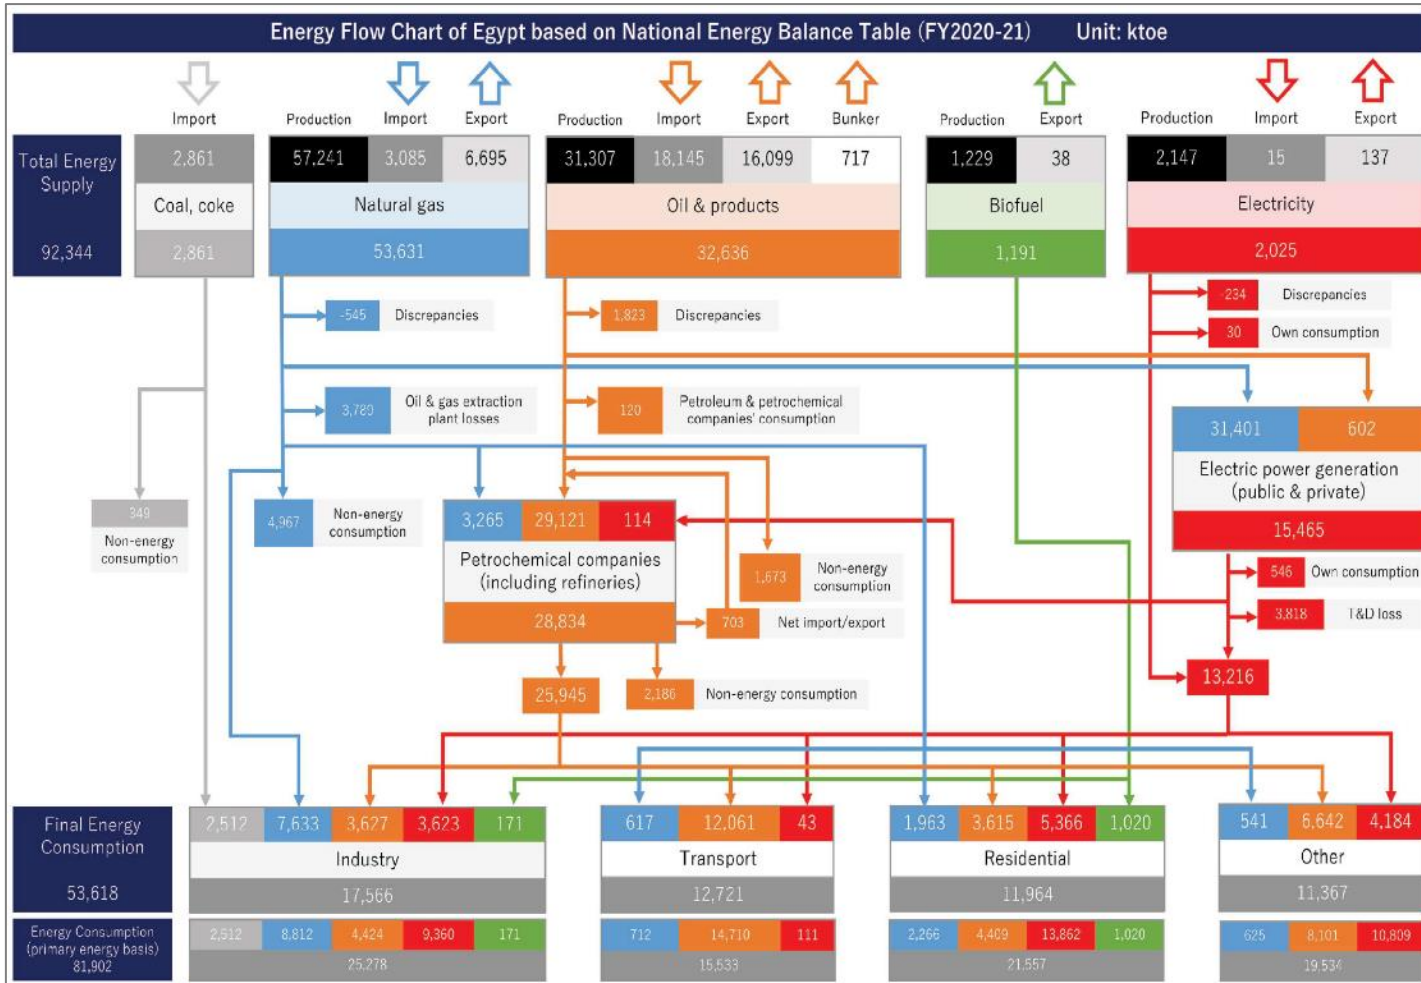 Energy Flow Chart of Egypt based on National Energy Balance Table (FY2020-21) Unit: ktoe
Import
Production Import Export
Production Import Export Bunker
Production Export
Production Import Export
Total Energy
Supply
92,344
2,861
Coal, coke
2,861
57,241 3,085 6,695
Natural gas
53,631
31,307 18,145 16,099 717
Oil & products
32,636
1,229 38
Biofuel
1,191
2,147 15 137
Electricity
2,025
-545 Discrepancies
1,823 Discrepancies
-234 Discrepancies
30 Own consumption
3,789 Oil & gas extraction
plant losses
120 Petroleum & petrochemical
companies' consumption
31,401 602
Electric power generation
(public & private)
15,465
349
Non-energy
consumption
4,967 Non-energy
consumption
3,265 29,121 114
Petrochemical companies
(including refineries)
28,834
1,673 Non-energy
consumption
546 Own consumption
703 Net import/export
3,818 T&D loss
25,945
2,186 Non-energy consumption
13,216
Final Energy
Consumption
53,618
2,512 7,633 3,627 3,623 171
Industry
17,566
617 12,061 43
Transport
12,721
1,963 3,615 5,366 1,020
Residential
11,964
541 6,642 4,184
Other
11,367
Energy Consumption
(primary energy basis)
81,902
2,512 8,812 4,424 9,360 171
25,278
712 14,710 111
15,533
2,266 4,409 13,862 1,020
21,557
625 8,101 10,809
19,534